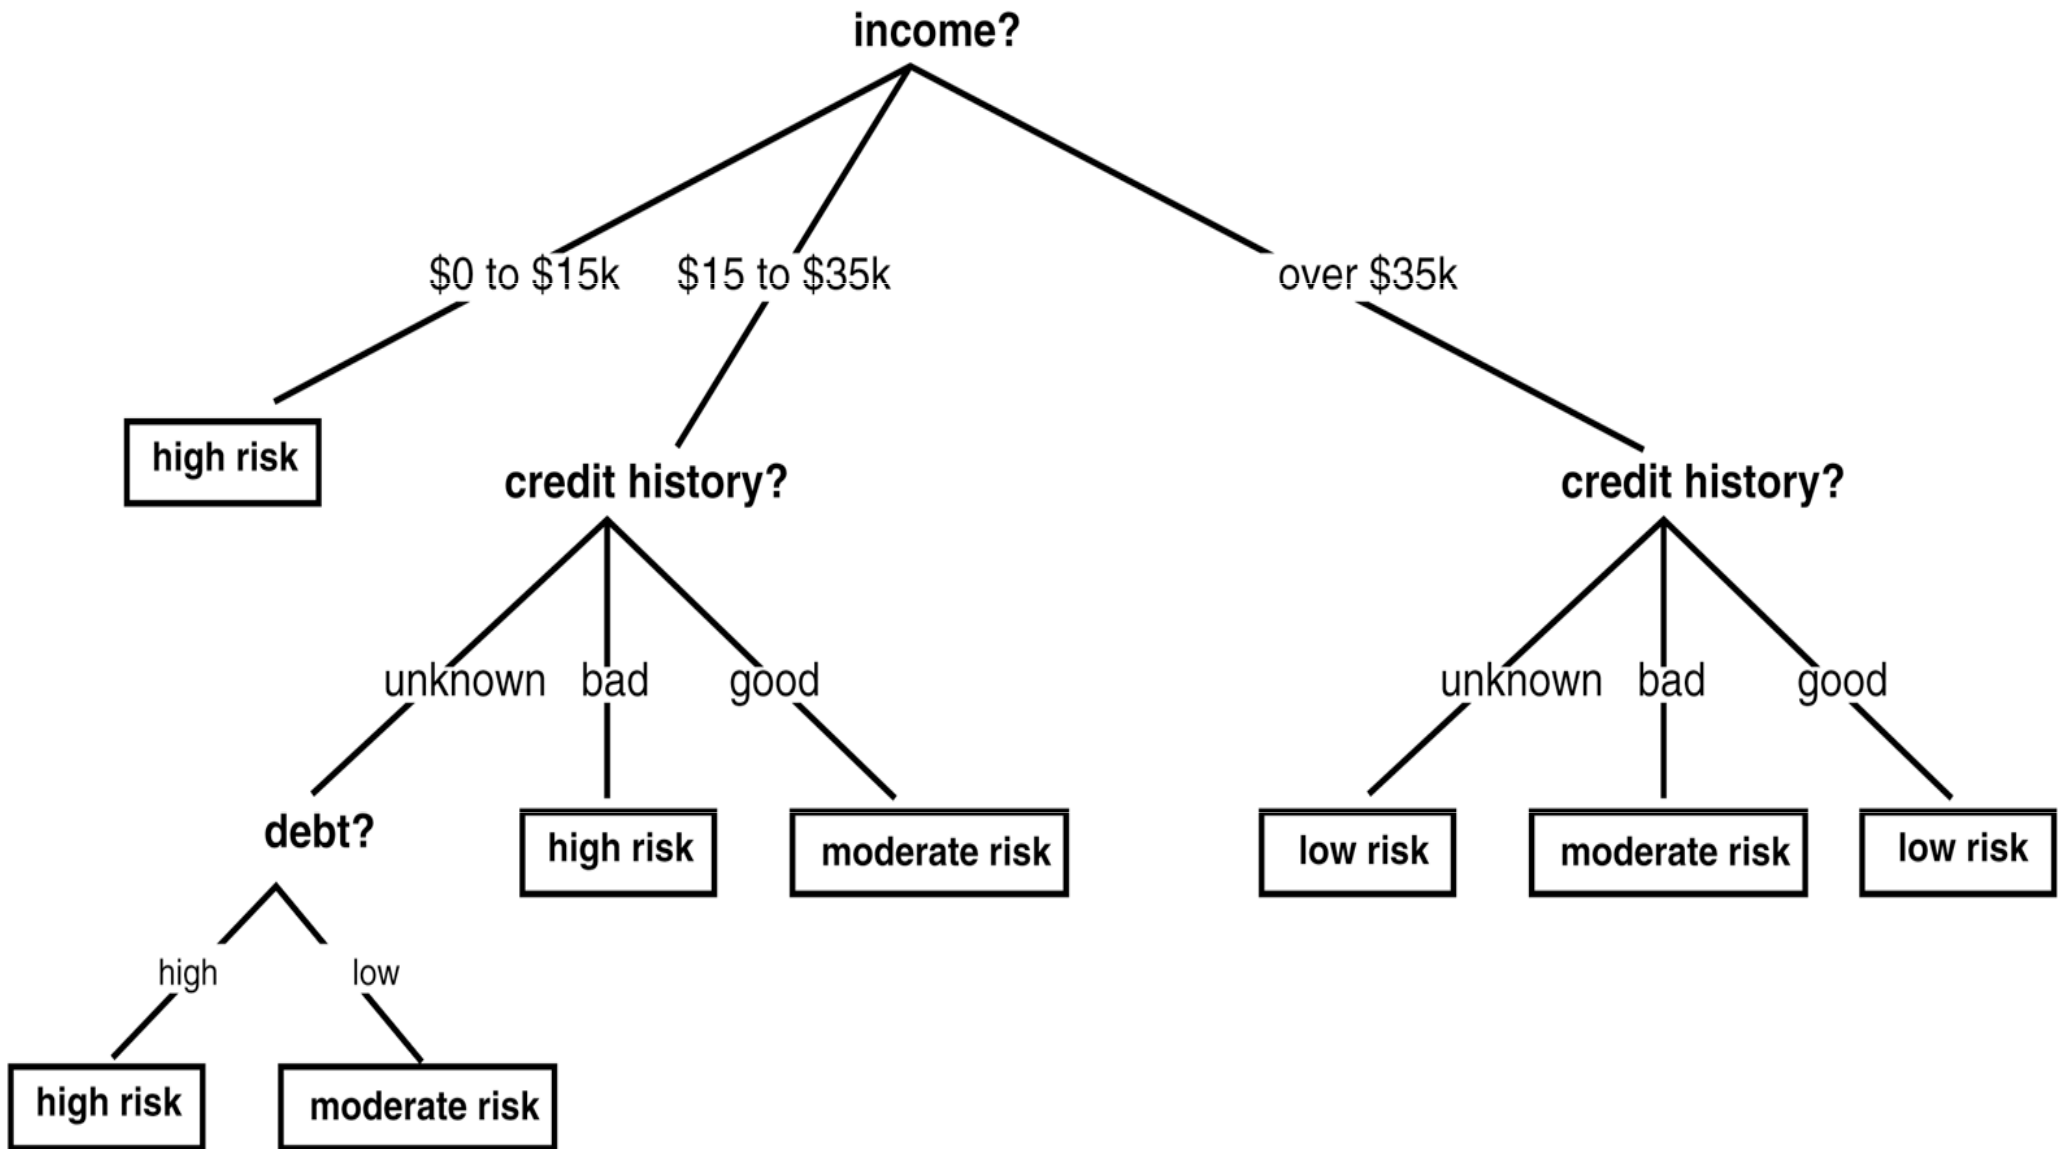 income?
$0 to $15k
$15 to $35k
over $35k
high risk
credit history?
credit history?
unknown
bad
good
unknown
bad
good
debt?
high risk
moderate risk
low risk
moderate risk
low risk
high
low
high risk
moderate risk